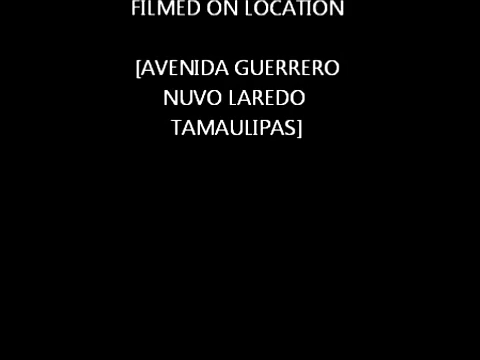 FILMED ON LOCATION
[AVENIDA GUERRERO
NUVO LAREDO
TAMAULIPAS]